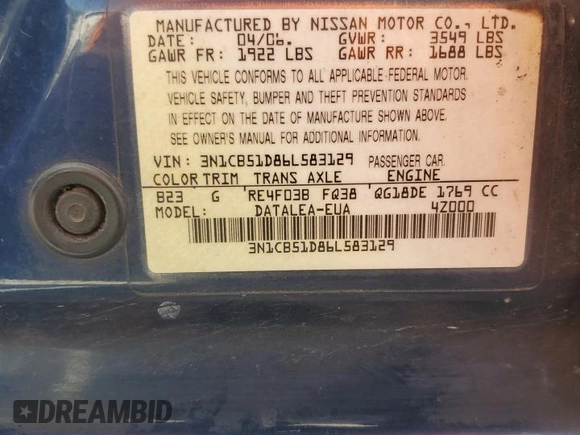 MANUFACTURED BY NISSAN MOTOR CO., LTD.
DATE: 04/06. GVWR: 3549 LBS
GAWR FR: 1922 LBS GAWR RR: 1688 LBS
THIS VEHICLE CONFORMS TO ALL APPLICABLE FEDERAL MOTOR
VEHICLE SAFETY, BUMPER AND THEFT PREVENTION STANDARDS
IN EFFECT ON THE DATE OF MANUFACTURE SHOWN ABOVE.
SEE OWNER'S MANUAL FOR ADDITIONAL INFORMATION.
VIN: 3N1CB51D86L583129 PASSENGER CAR.
COLOR TRIM TRANS AXLE ENGINE
B23 G RE4F03B FQ38 QG18DE 1769 CC
MODEL: DATALEA-EUA 4Z000
3N1CB51D86L583129
DREAMBID